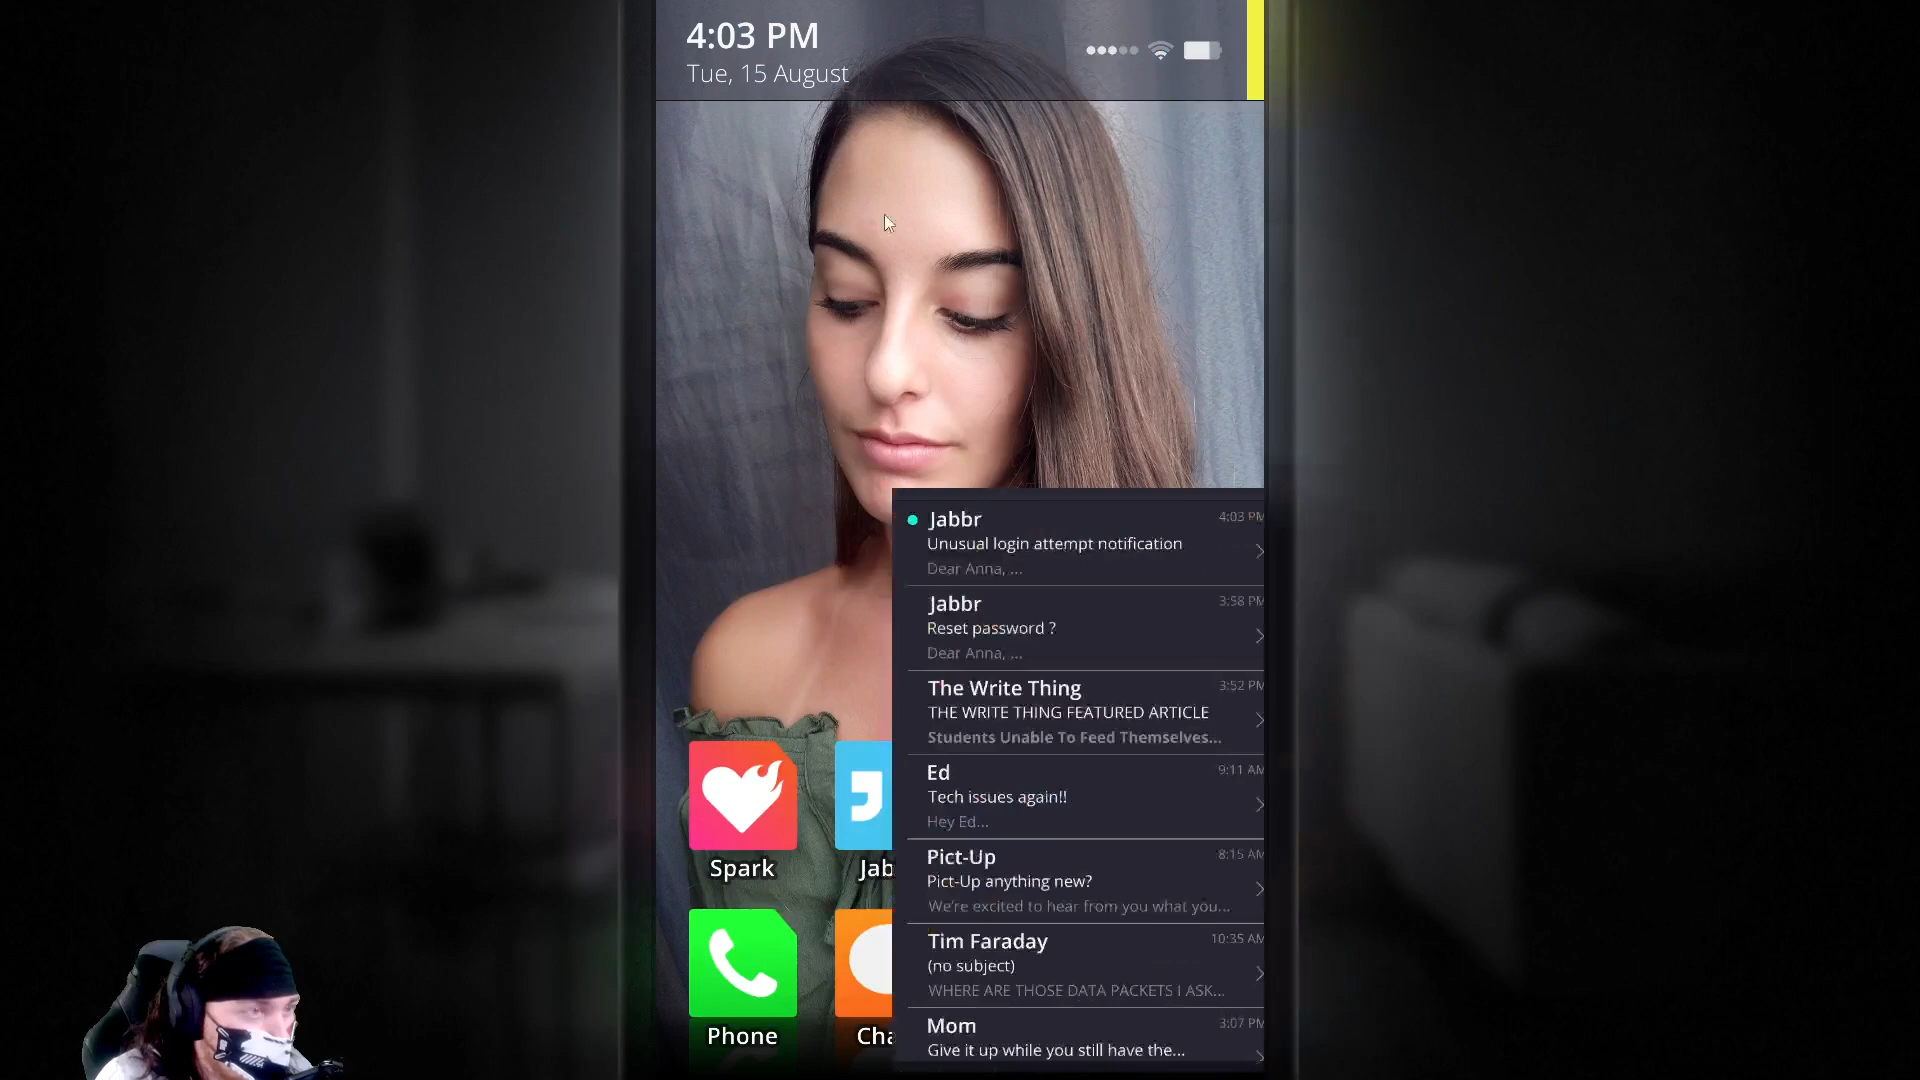 4:03 PM
Tue, 15 August
Jabbr
4:03 PM
Unusual login attempt notification
Dear Anna, ...
Jabbr
3:58 PM
Reset password ?
Dear Anna, ...
The Write Thing
3:52 PM
THE WRITE THING FEATURED ARTICLE
Students Unable To Feed Themselves...
Ed
9:11 AM
Tech issues again!!
Hey Ed...
Pict-Up
8:15 AM
Pict-Up anything new?
We're excited to hear from you what you...
Tim Faraday
10:35 AM
(no subject)
WHERE ARE THOSE DATA PACKETS I ASK...
Mom
3:07 PM
Give it up while you still have the...
Spark
Jab
Phone
Cha